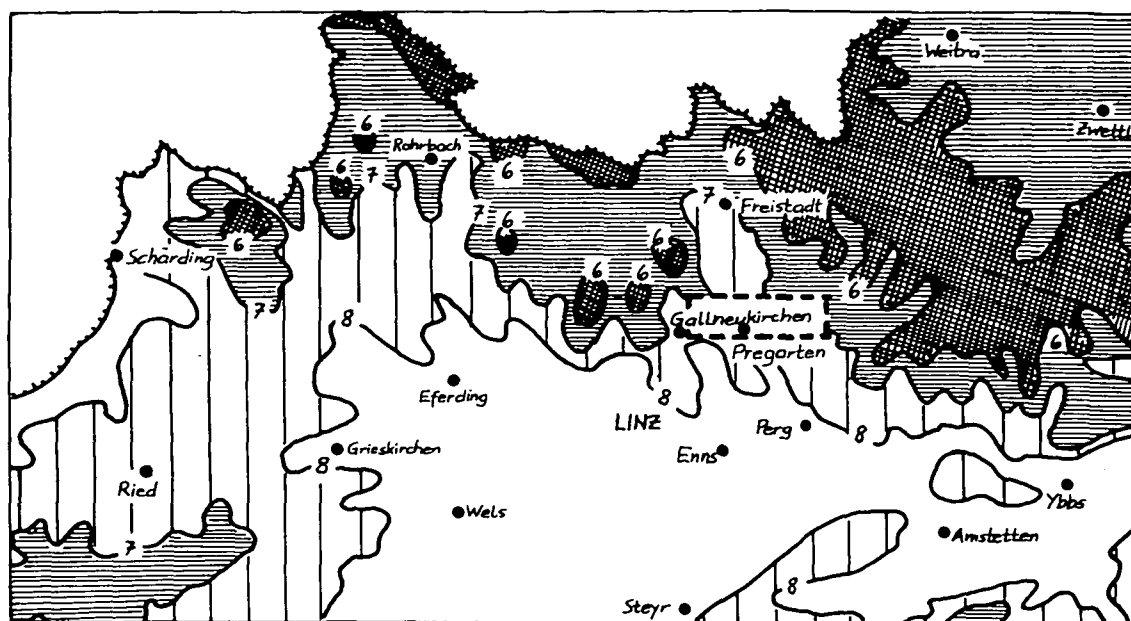 Weitra
Zwettl
6
Rohrbach
6
6
6
7
7
Freistadt
7
6
6
6
Schärding
6
6
6
6
7
8
Gallneukirchen
Pregarten
6
Eferding
8
LINZ
Perg
8
Grieskirchen
8
Enns
Ried
Ybbs
Wels
Amstetten
7
8
Steyr